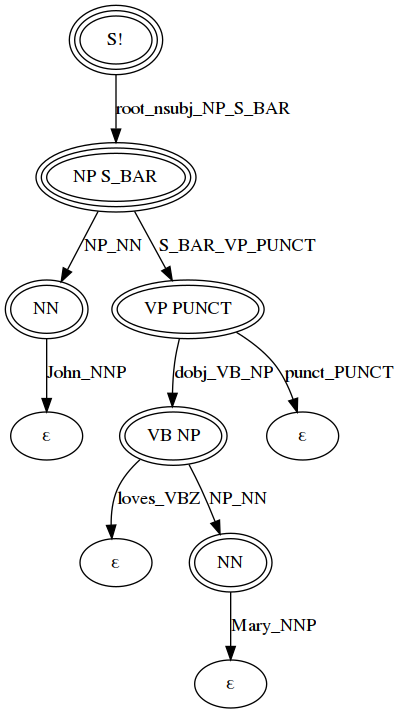 S!
root_nsubj_NP_S_BAR
NP S_BAR
NP_NN S_BAR_VP_PUNCT
NN VP PUNCT
John_NNP dobj_VB_NP punct_PUNCT
ε VB NP ε
loves_VBZ NP_NN
ε NN
Mary_NNP
ε